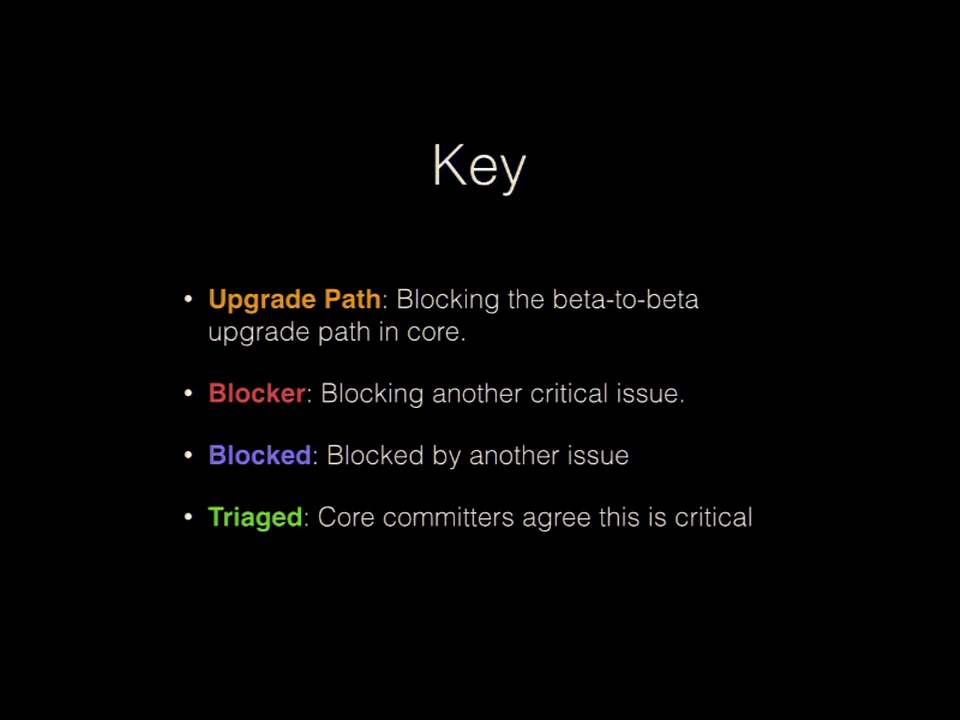 Key
• Upgrade Path: Blocking the beta-to-beta
upgrade path in core.
• Blocker: Blocking another critical issue.
• Blocked: Blocked by another issue
• Triaged: Core committers agree this is critical